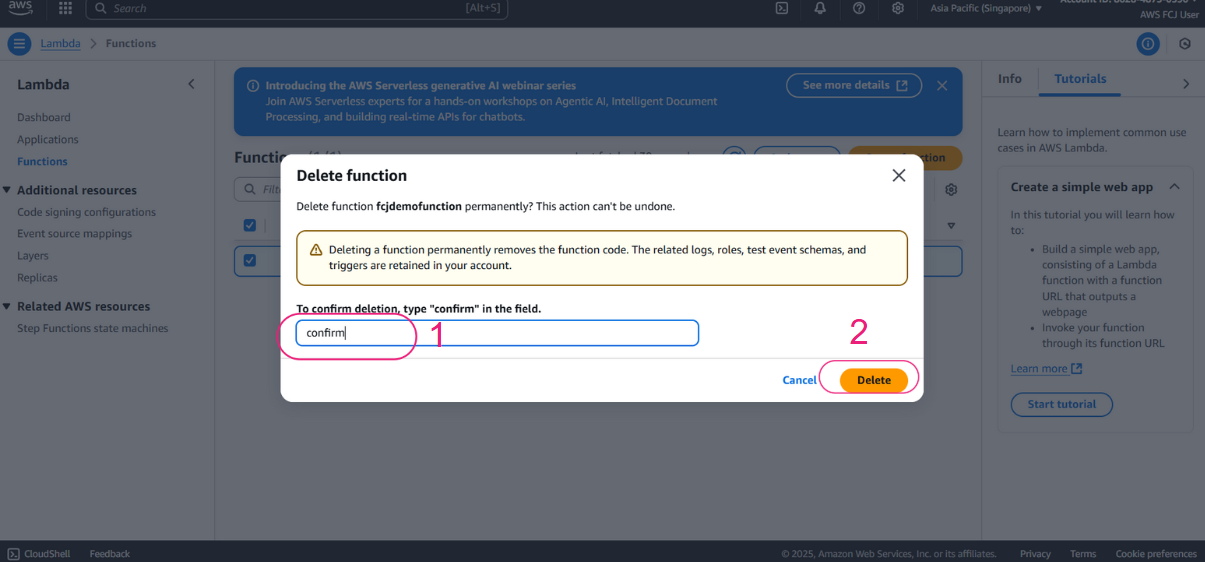 aws
Search
[Alt+S]
Asia Pacific (Singapore)
AWS FCJ User
Lambda
Functions
Lambda
Dashboard
Applications
Functions
Additional resources
Code signing configurations
Event source mappings
Layers
Replicas
Related AWS resources
Step Functions state machines
Introducing the AWS Serverless generative AI webinar series
Join AWS Serverless experts for a hands-on workshops on Agentic AI, Intelligent Document
Processing, and building real-time APIs for chatbots.
See more details
Delete function
Delete function fcjdemofunction permanently? This action can't be undone.
Deleting a function permanently removes the function code. The related logs, roles, test event schemas, and
triggers are retained in your account.
To confirm deletion, type "confirm" in the field.
confirm
1
2
Cancel
Delete
Info
Tutorials
Learn how to implement common use
cases in AWS Lambda.
Create a simple web app
In this tutorial you will learn how
to:
• Build a simple web app,
consisting of a Lambda
function with a function
URL that outputs a
webpage
• Invoke your function
through its function URL
Learn more
Start tutorial
CloudShell
Feedback
© 2025, Amazon Web Services, Inc. or its affiliates.
Privacy
Terms
Cookie preferences